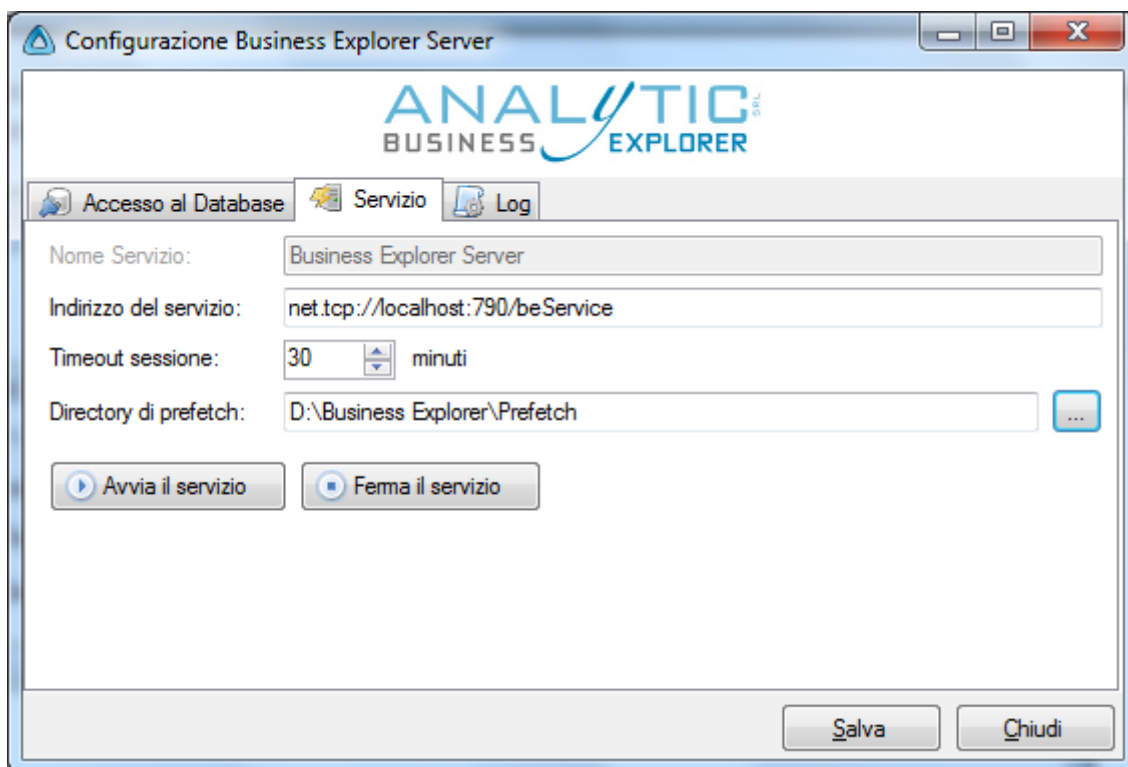 Configurazione Business Explorer Server
ANALYTIC SRL
BUSINESS EXPLORER
Accesso al Database Servizio Log
Nome Servizio: Business Explorer Server
Indirizzo del servizio: net.tcp://localhost:790/beService
Timeout sessione: 30 minuti
Directory di prefetch: D:\Business Explorer\Prefetch ...
Avvia il servizio Ferma il servizio
Salva Chiudi